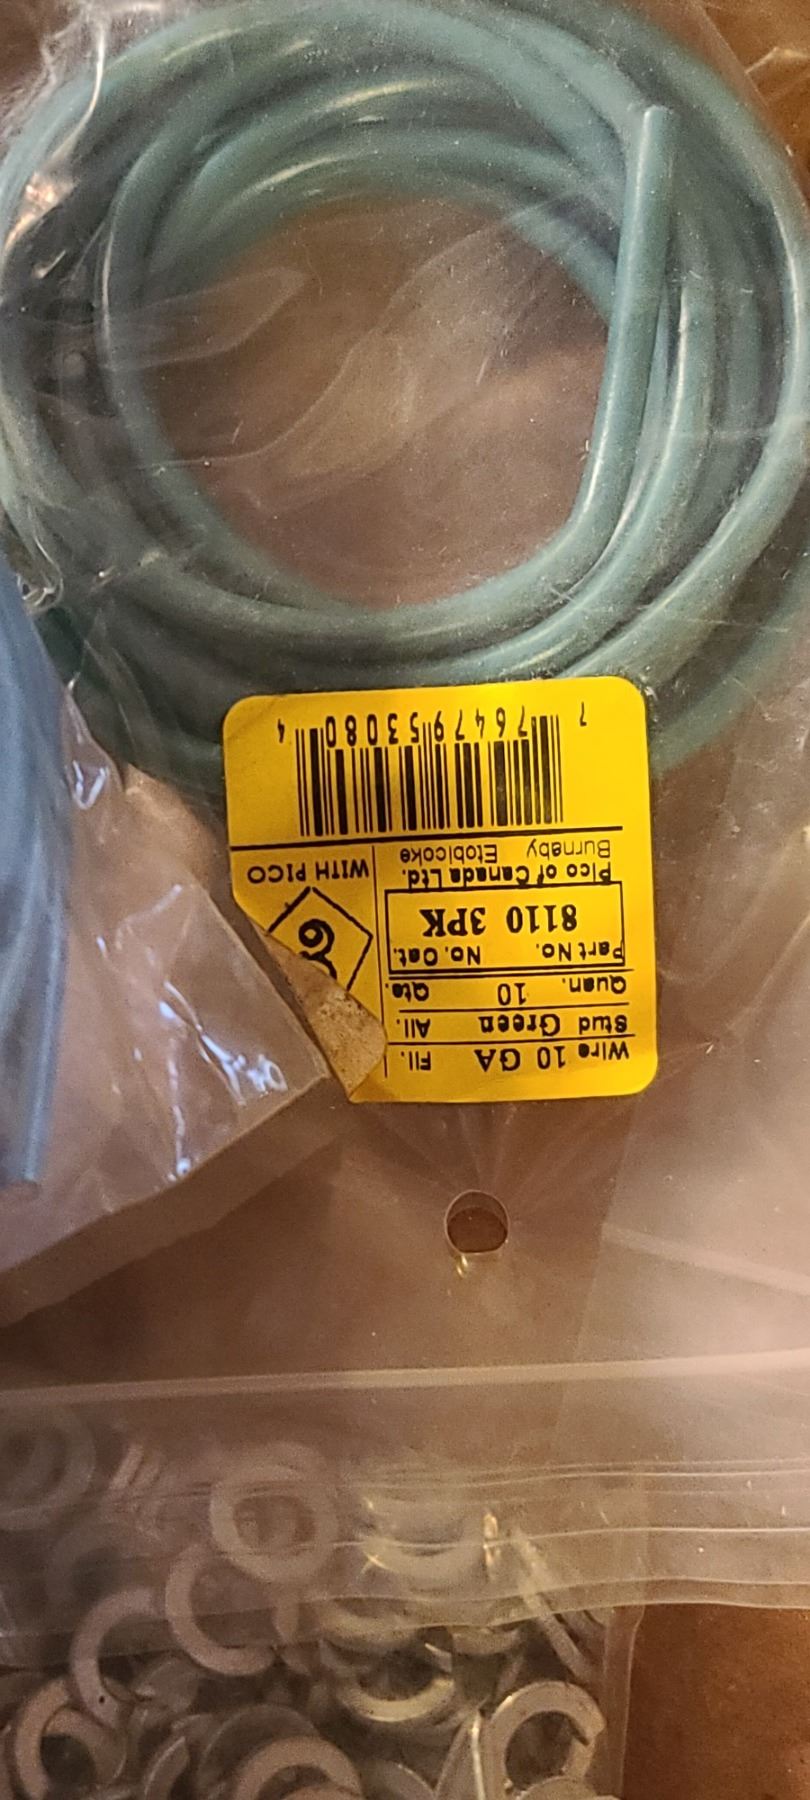 Wire 10 GA Fil.
Stud Green All.
Quan. 10 Qte.
Part No. No. Cat.
8110 3PK
Pico of Canada Ltd.
Burnaby Etobicoke
WITH PICO
7 76479 53080 4